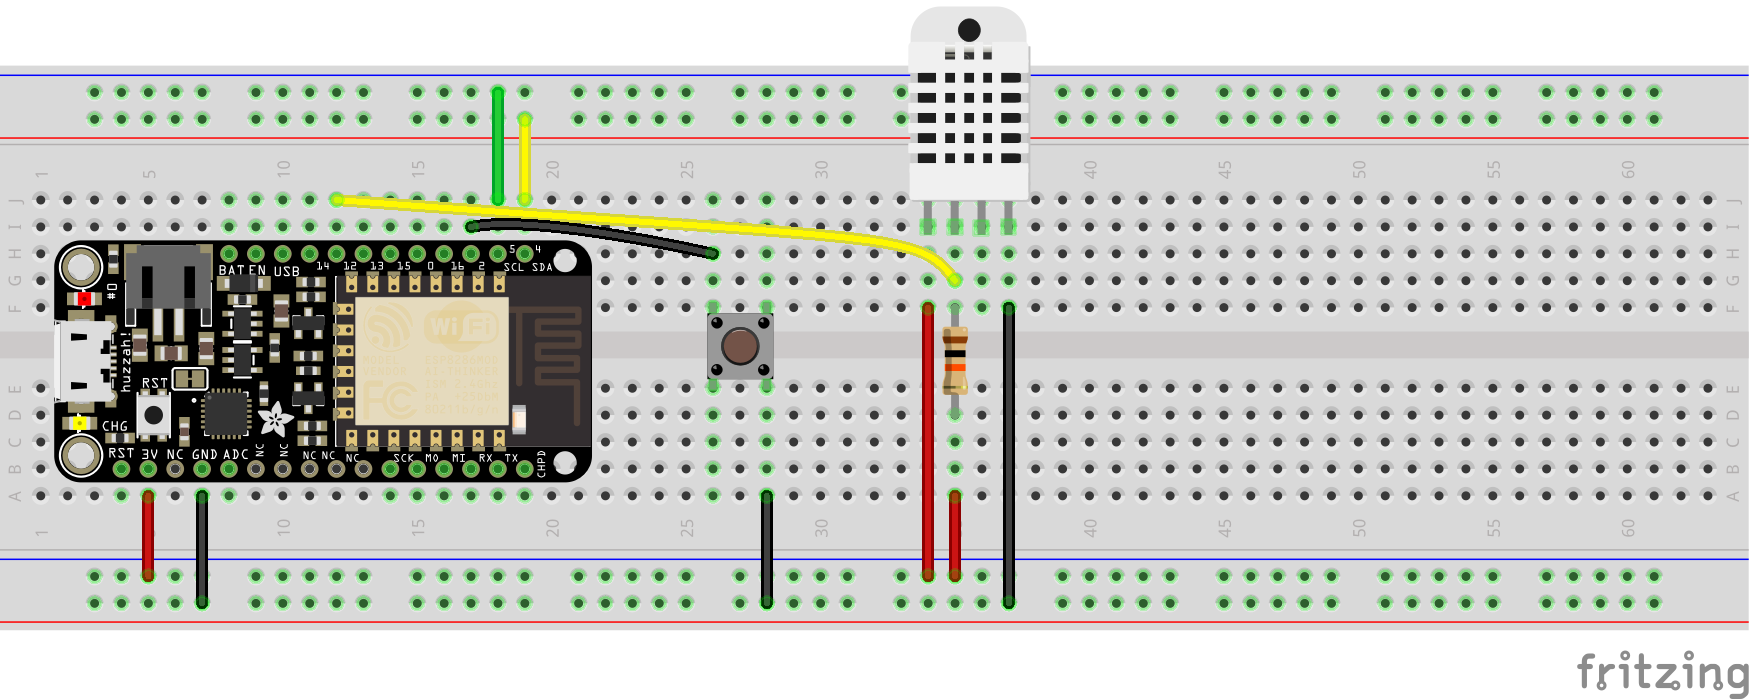 1 5 10 15 20 25 30 40 45 50 55 60
J J
I I
H H
G G
F F
BAT EN USB 14 12 13 15 0 16 2 5 SCL 4 SDA
#0
WiFi
FC
huzzah!
RST
E E
D D
C C
B B
A A
CHG
RST 3V NC GND ADC NC NC NC NC NC SCK MO MI RX TX CHPD
1 5 10 15 20 25 30 40 45 50 55 60
fritzing